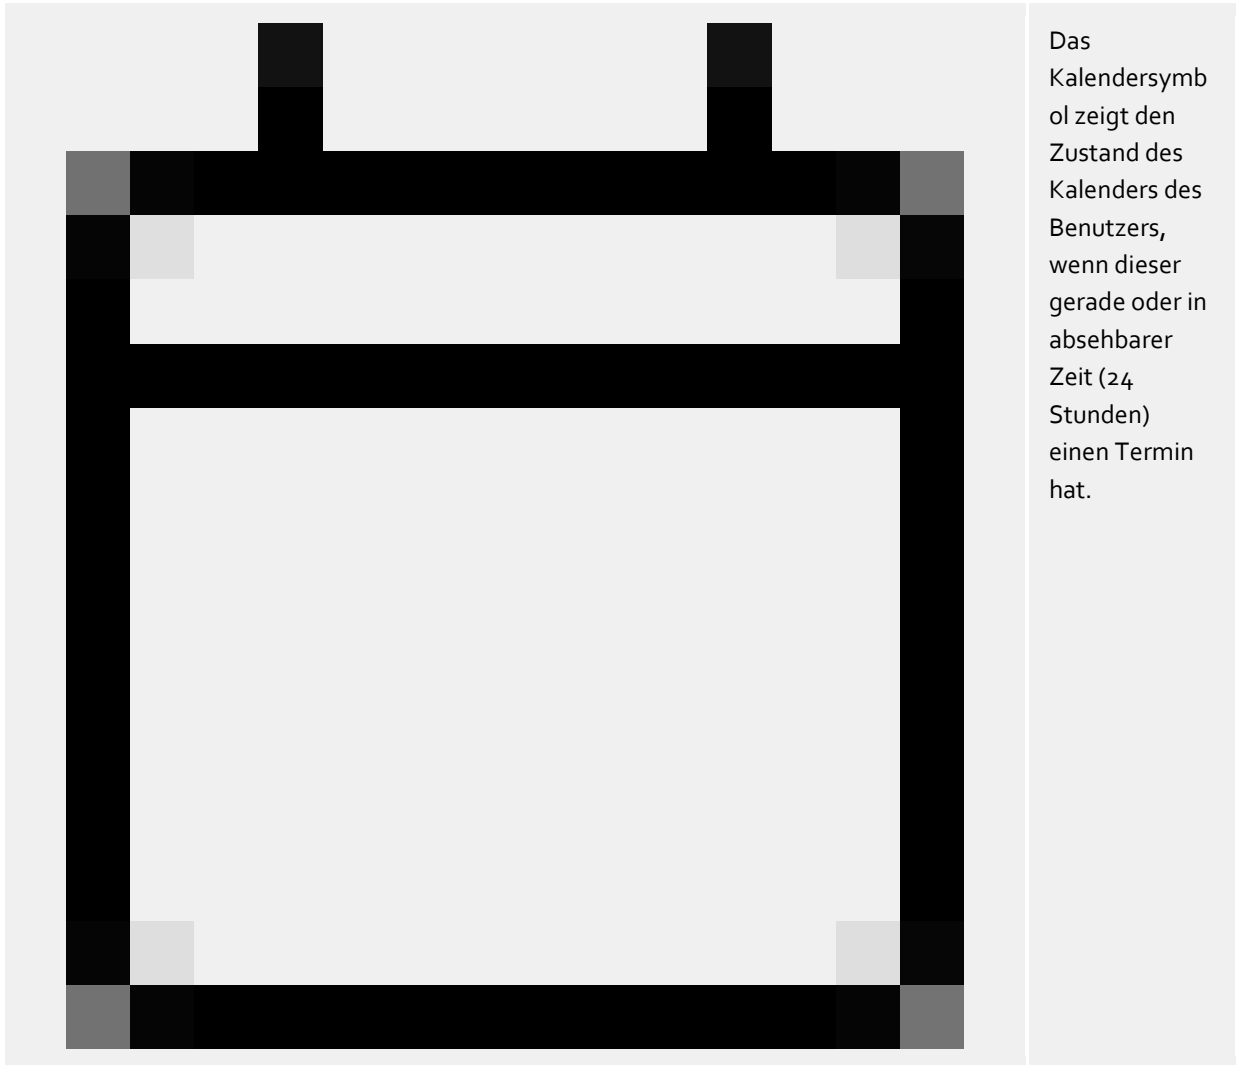 Das
Kalendersymb
ol zeigt den
Zustand des
Kalenders des
Benutzers,
wenn dieser
gerade oder in
absehbarer
Zeit (24
Stunden)
einen Termin
hat.